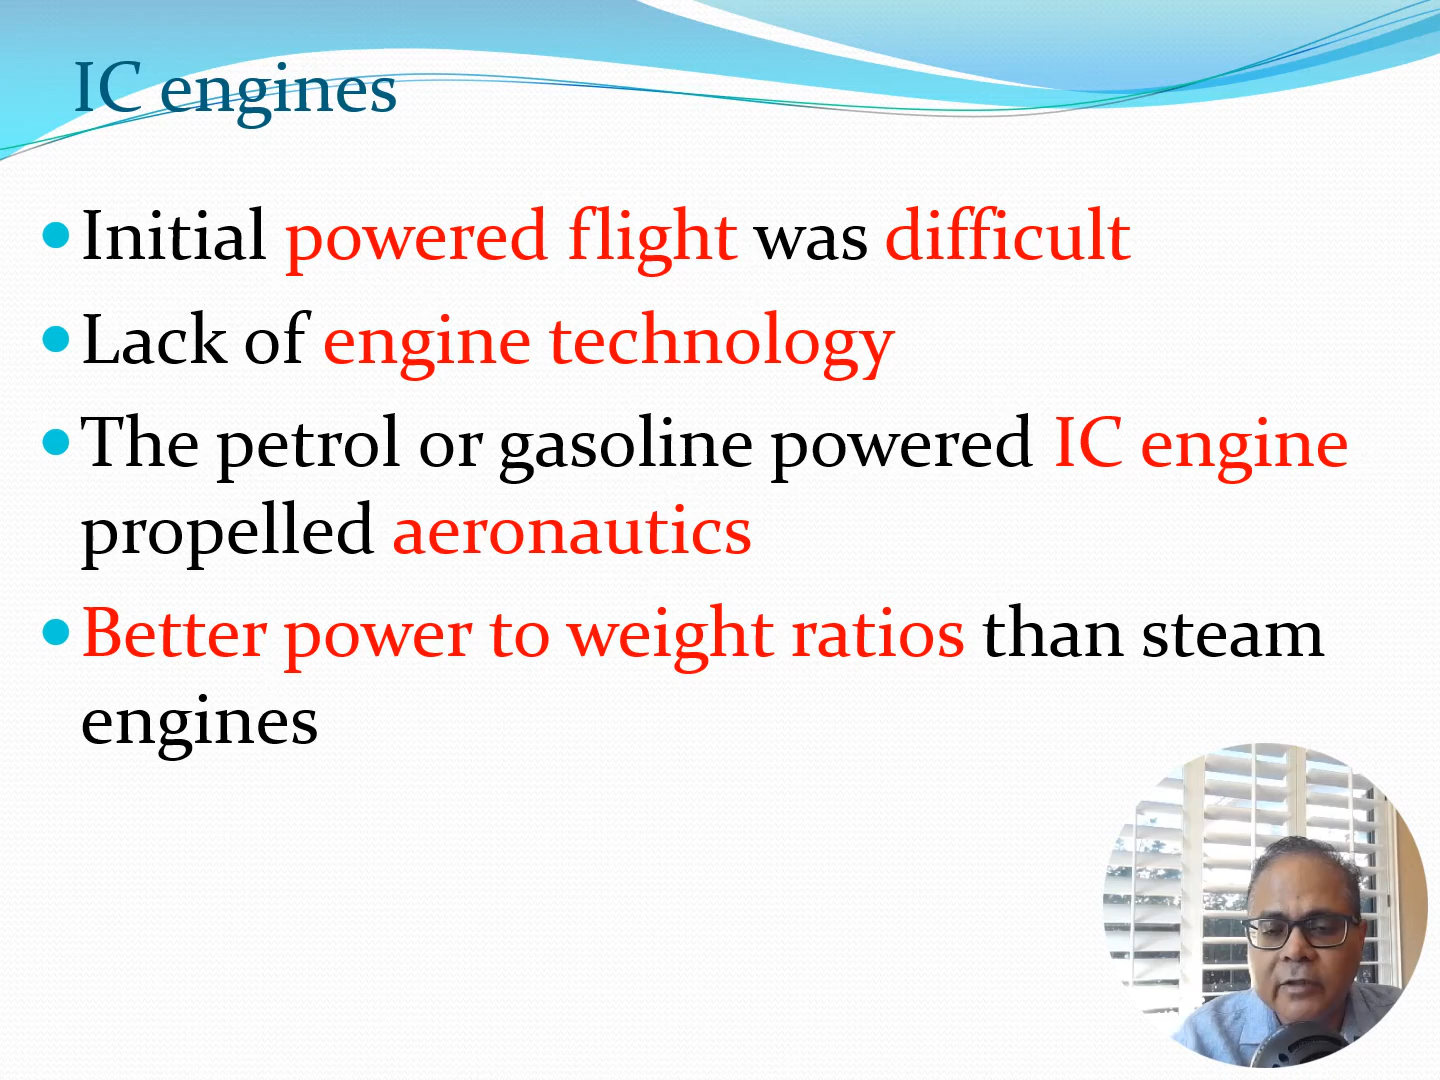 IC engines
Initial powered flight was difficult
Lack of engine technology
The petrol or gasoline powered IC engine
propelled aeronautics
Better power to weight ratios than steam
engines